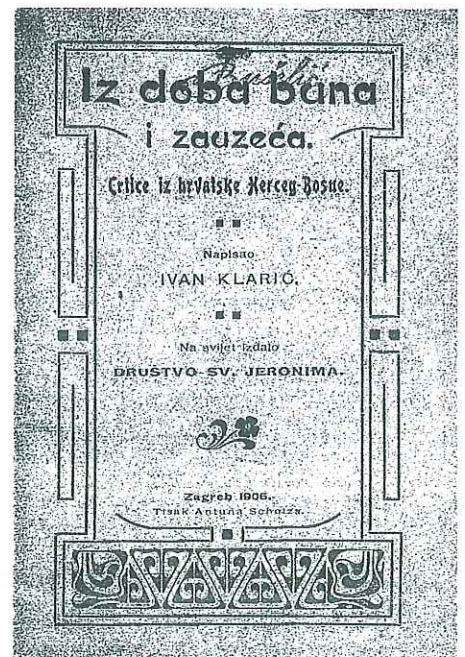 Iz doba buna
i zauzeća.
Crtice iz hrvatske Herceg-Bosne.
Napisao
IVAN KLARIĆ.
Na svijet izdalo
DRUŠTVO SV. JERONIMA.
Zagreb 1906.
Tisak Antuna Scholza.